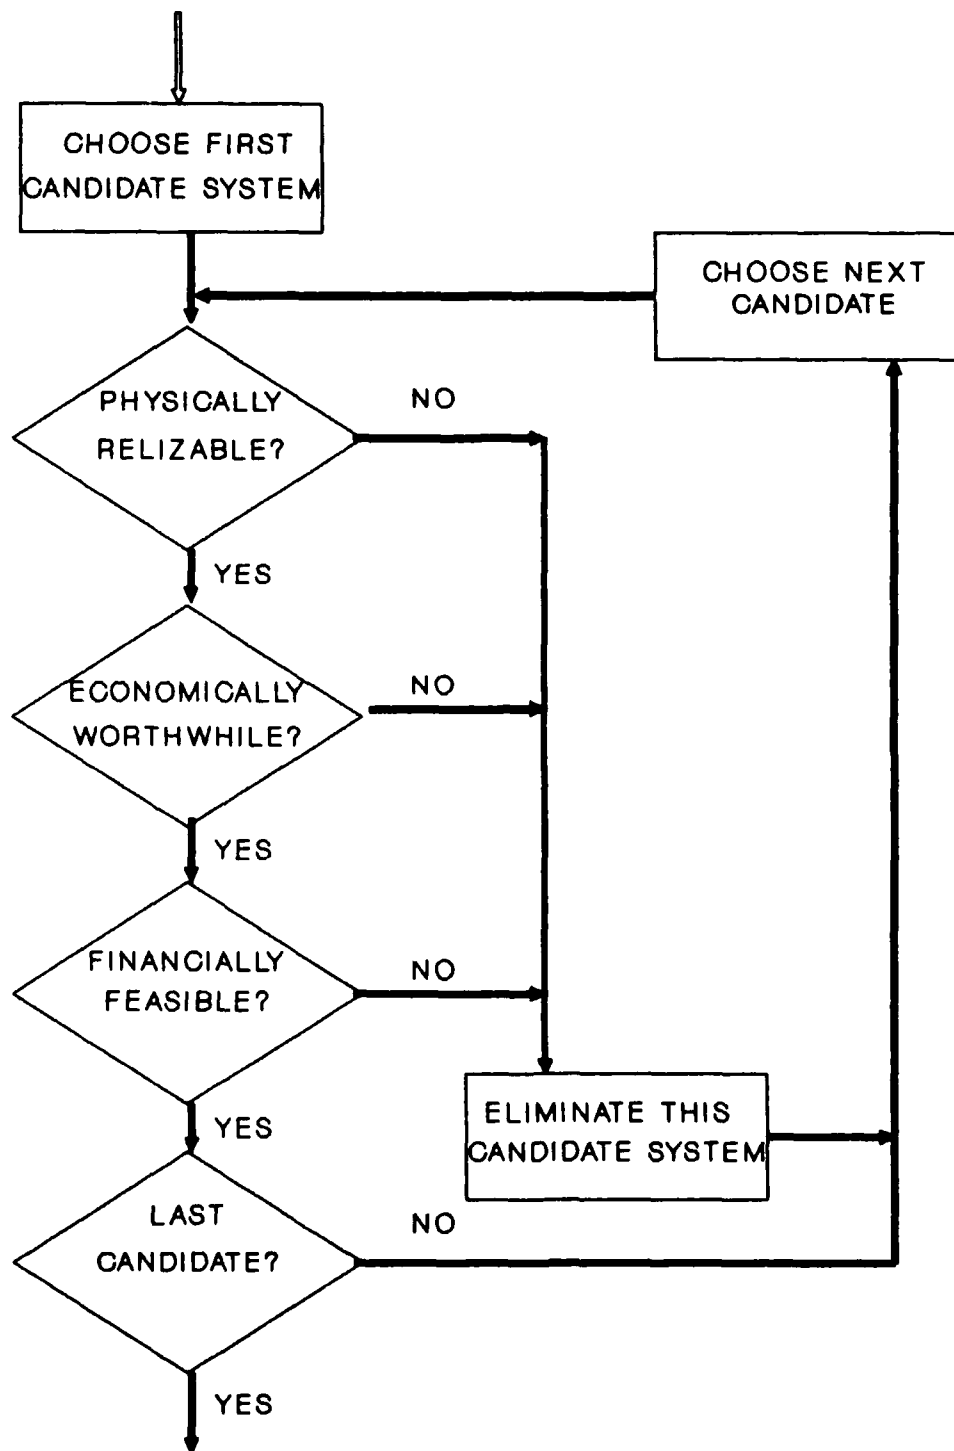 CHOOSE FIRST
CANDIDATE SYSTEM
CHOOSE NEXT
CANDIDATE
PHYSICALLY
RELIZABLE?
NO
YES
ECONOMICALLY
WORTHWHILE?
NO
YES
FINANCIALLY
FEASIBLE?
NO
YES
ELIMINATE THIS
CANDIDATE SYSTEM
LAST
CANDIDATE?
NO
YES